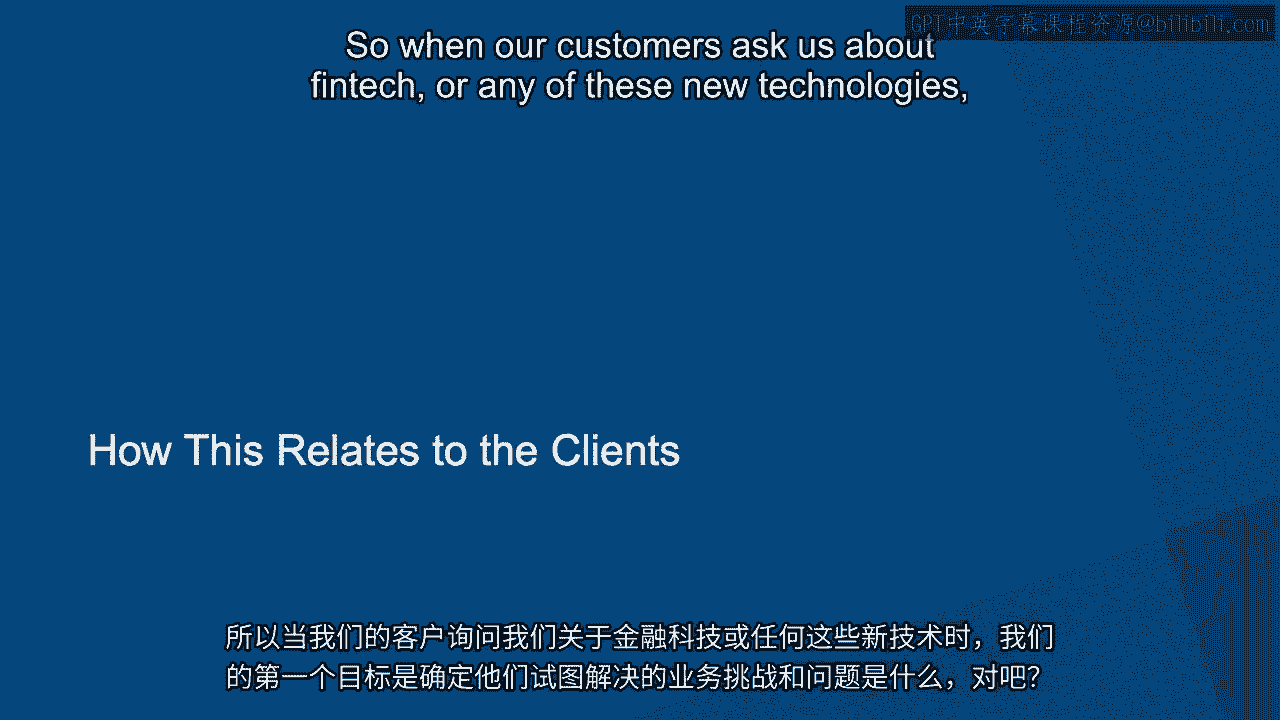 GPT中英字幕课程资源@bilibili.com
So when our customers ask us about
fintech, or any of these new technologies,
How This Relates to the Clients
所以当我们的客户询问我们关于金融科技或任何这些新技术时，我们
的第一个目标是确定他们试图解决的业务挑战和问题是什么，对吧？